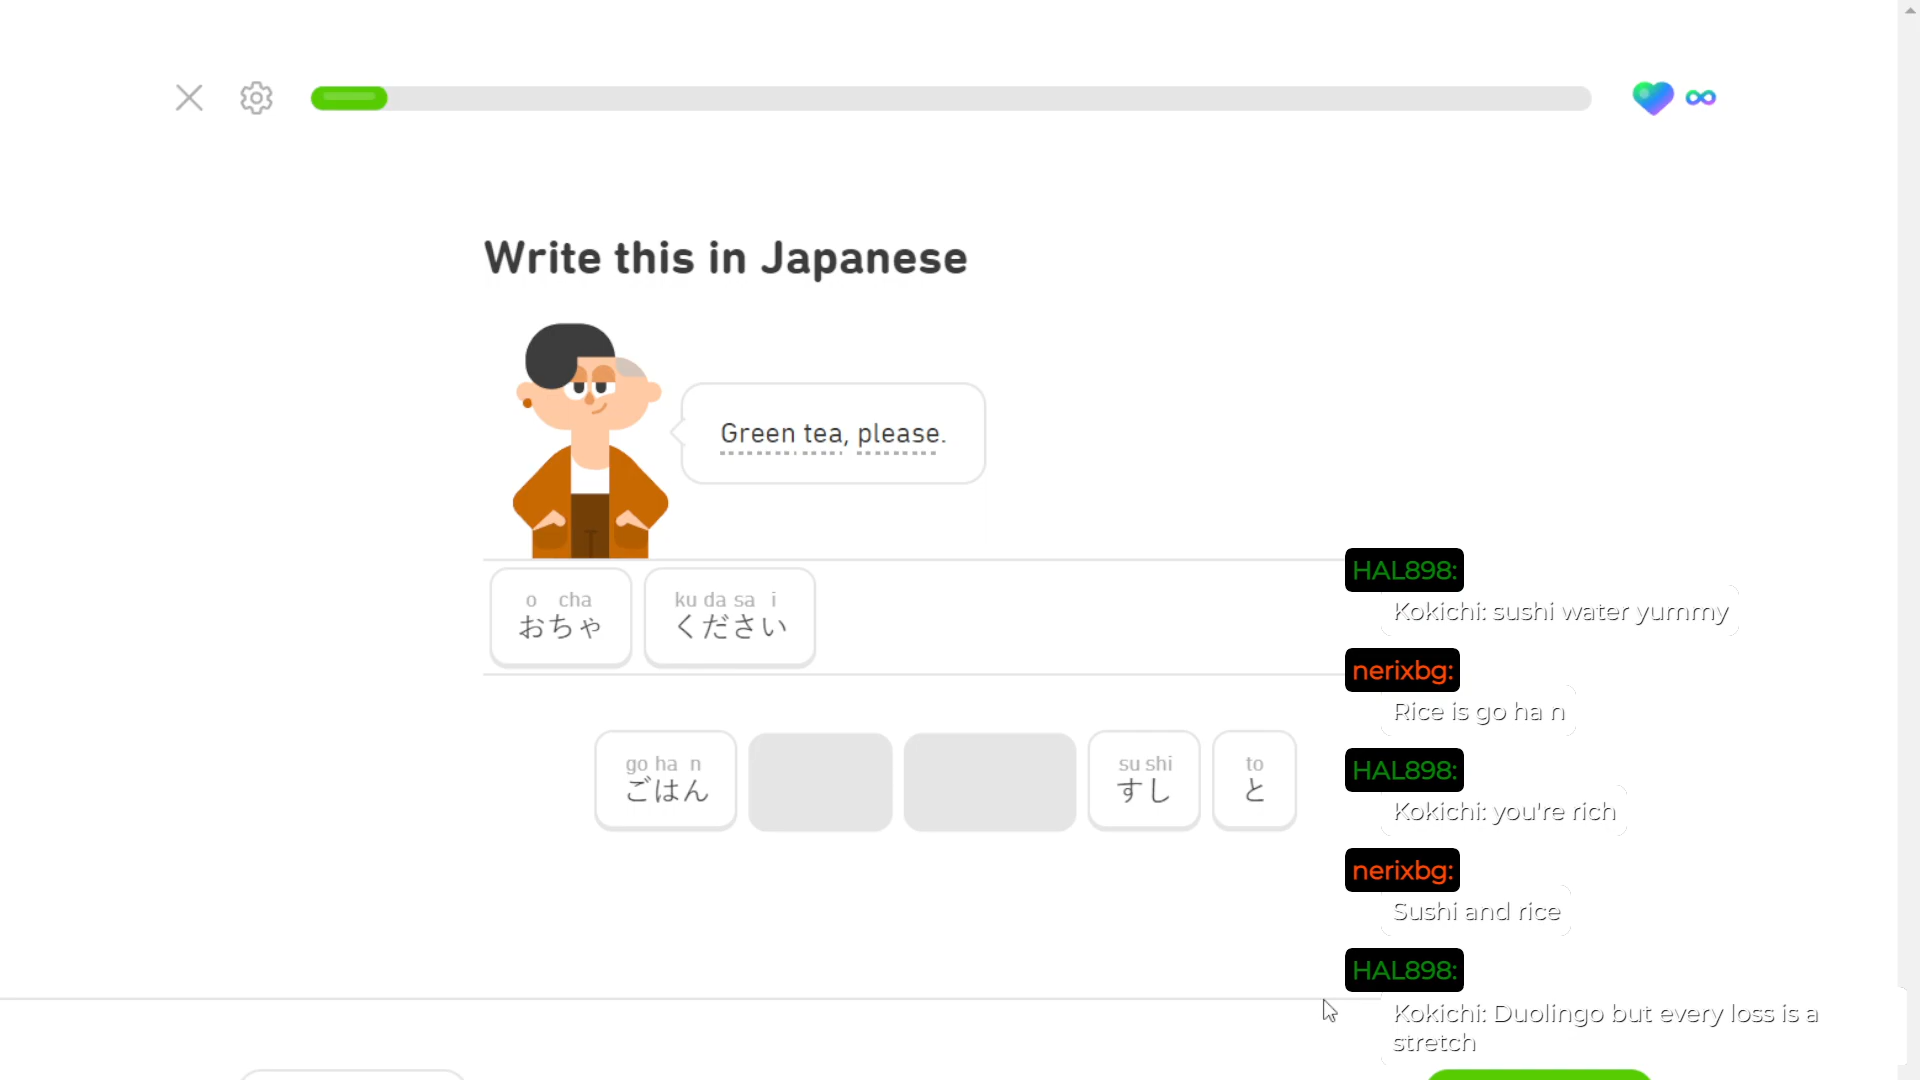 Write this in Japanese
Green tea, please.
o cha
おちゃ
ku da sa i
ください
go ha n
ごはん
su shi
すし
to
と
HAL898:
Kokichi: sushi water yummy
nerixbg:
Rice is go ha n
HAL898:
Kokichi: you're rich
nerixbg:
Sushi and rice
HAL898:
Kokichi: Duolingo but every loss is a
stretch